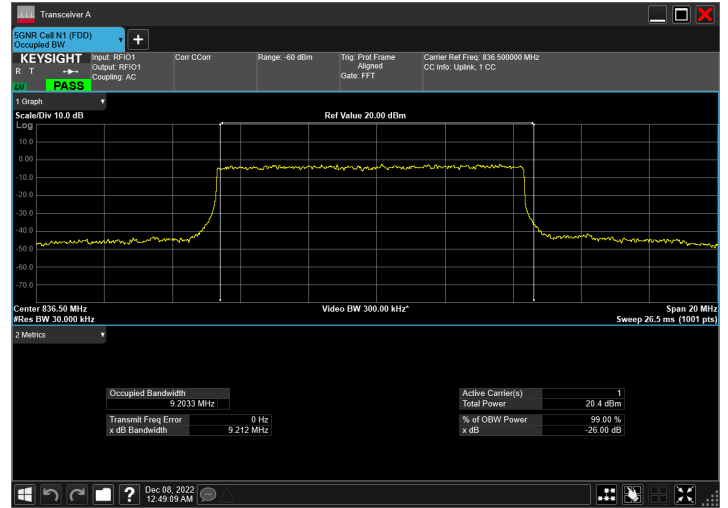 Transceiver A
5GNR Cell N1 (FDD)
Occupied BW
KEYSIGHT
R T
LXI
PASS
Input: RFIO1
Output: RFIO1
Coupling: AC
Corr CCorr
Range: -60 dBm
Trig: Prot Frame
Aligned
Gate: FFT
Carrier Ref Freq: 836.500000 MHz
CC Info: Uplink, 1 CC
1 Graph
Scale/Div 10.0 dB
Ref Value 20.00 dBm
Log
10.0
0.00
-10.0
-20.0
-30.0
-40.0
-50.0
-60.0
-70.0
Center 836.50 MHz
Video BW 300.00 kHz*
Span 20 MHz
#Res BW 30.000 kHz
Sweep 26.5 ms (1001 pts)
2 Metrics
Occupied Bandwidth
9.2033 MHz
Transmit Freq Error 0 Hz
x dB Bandwidth 9.212 MHz
Active Carrier(s) 1
Total Power 20.4 dBm
% of OBW Power 99.00 %
x dB -26.00 dB
?
Dec 08, 2022
12:49:09 AM